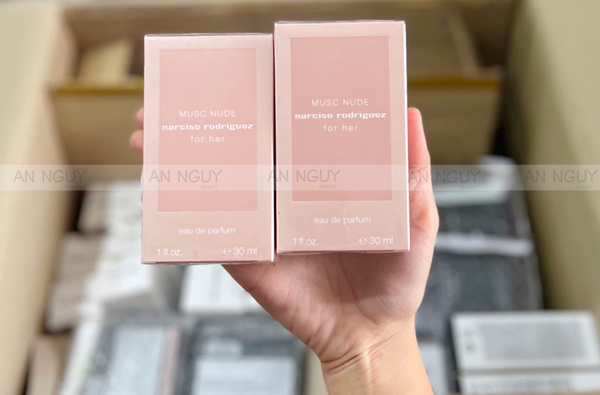 MUSC NUDE
narciso rodriguez
for her
eau de parfum
1 fl.oz. ℮ 30 ml
MUSC NUDE
narciso rodriguez
for her
eau de parfum
1 fl.oz. ℮ 30 ml
AN NGUY AN NGUY AN NGUY AN NGUY AN NGUY